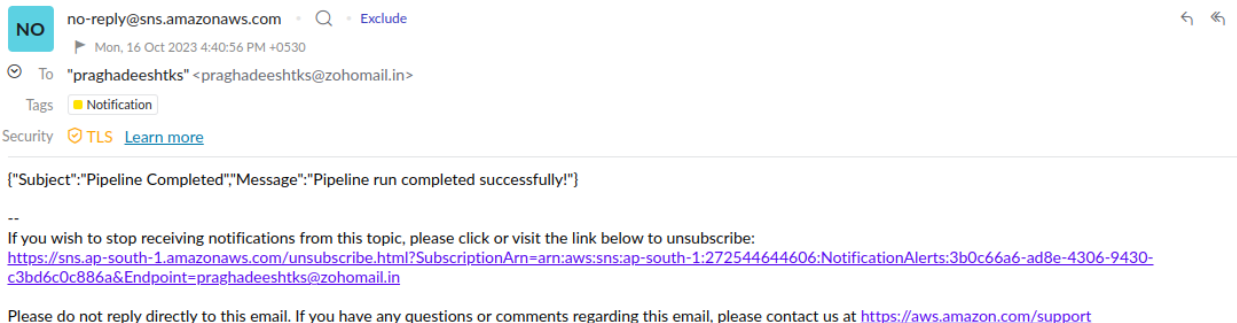 NO
no-reply@sns.amazonaws.com Exclude
Mon, 16 Oct 2023 4:40:56 PM +0530
To "praghadeeshtks" <praghadeeshtks@zohomail.in>
Tags Notification
Security TLS Learn more
{"Subject":"Pipeline Completed","Message":"Pipeline run completed successfully!"}
--
If you wish to stop receiving notifications from this topic, please click or visit the link below to unsubscribe:
https://sns.ap-south-1.amazonaws.com/unsubscribe.html?SubscriptionArn=arn:aws:sns:ap-south-1:272544644606:NotificationAlerts:3b0c66a6-ad8e-4306-9430-
c3bd6c0c886a&Endpoint=praghadeeshtks@zohomail.in
Please do not reply directly to this email. If you have any questions or comments regarding this email, please contact us at https://aws.amazon.com/support